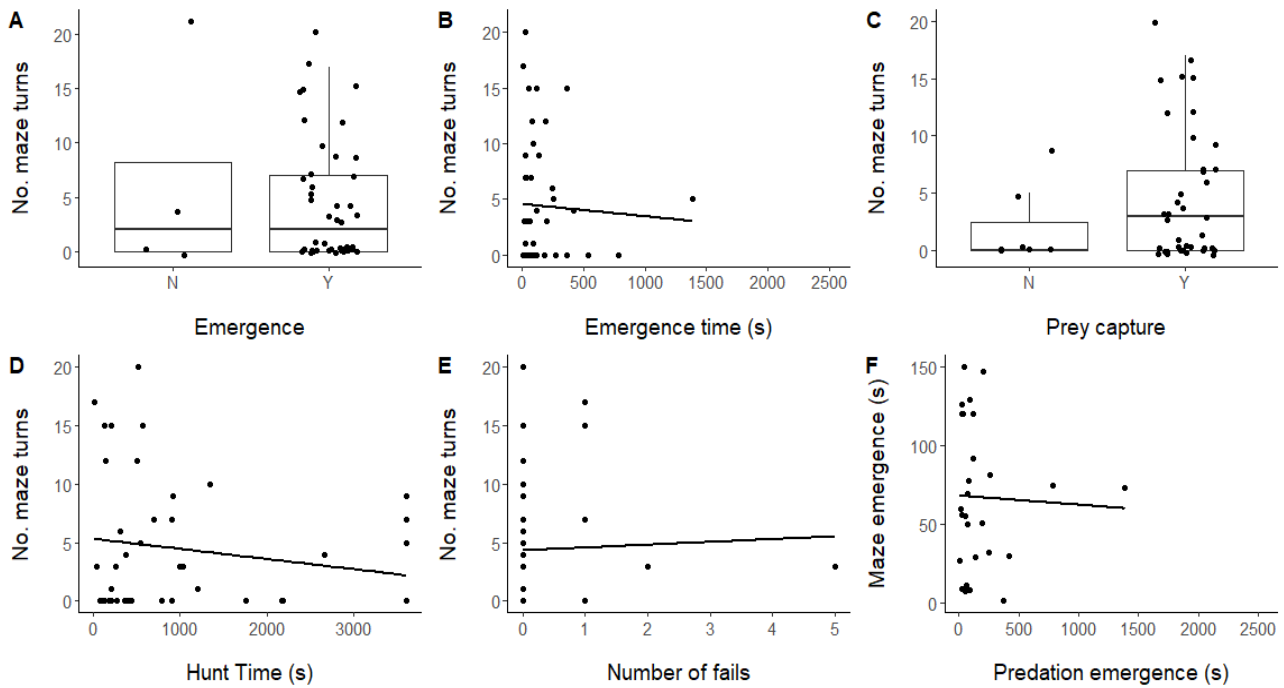 A
No. maze turns
20
15
10
5
0
N Y
Emergence
B
No. maze turns
20
15
10
5
0
0 500 1000 1500 2000 2500
Emergence time (s)
C
No. maze turns
20
15
10
5
0
N Y
Prey capture
D
No. maze turns
20
15
10
5
0
0 1000 2000 3000
Hunt Time (s)
E
No. maze turns
20
15
10
5
0
0 1 2 3 4 5
Number of fails
F
Maze emergence (s)
150
100
50
0
0 500 1000 1500 2000 2500
Predation emergence (s)